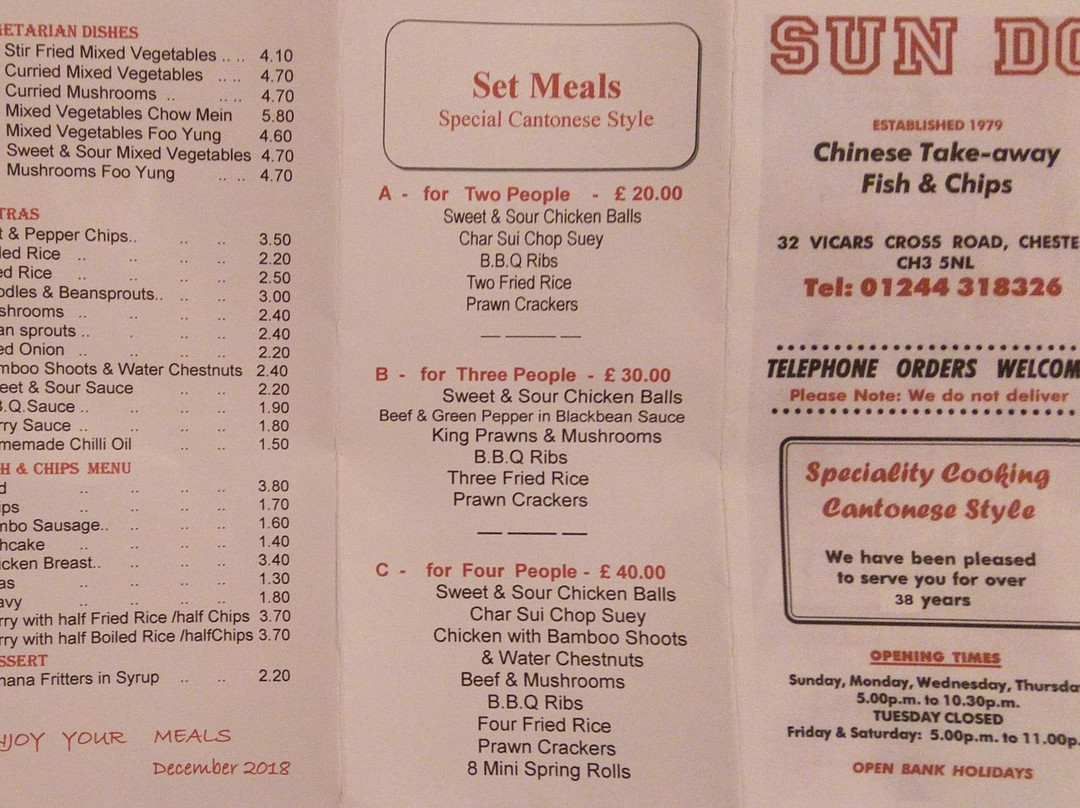 GETARIAN DISHES
Stir Fried Mixed Vegetables .. .. 4.10
Curried Mixed Vegetables .. .. 4.70
Curried Mushrooms .. .. .. 4.70
Mixed Vegetables Chow Mein 5.80
Mixed Vegetables Foo Yung 4.60
Sweet & Sour Mixed Vegetables 4.70
Mushrooms Foo Yung .. .. 4.70
TRAS
t & Pepper Chips.. .. .. 3.50
led Rice .. . .. 2.20
ed Rice .. .. .. 2.50
odles & Beansprouts.. .. .. 3.00
shrooms .. . .. .. 2.40
an sprouts .. . .. .. 2.40
ed Onion .. .. .. .. 2.20
mboo Shoots & Water Chestnuts 2.40
eet & Sour Sauce .. .. 2.20
B.Q.Sauce .. .. .. .. 1.90
rry Sauce .. .. .. .. 1.80
memade Chilli Oil .. .. 1.50
H & CHIPS MENU
d .. .. .. .. 3.80
ips .. .. .. .. 1.70
mbo Sausage.. .. .. .. 1.60
hcake .. .. .. .. 1.40
icken Breast.. .. .. .. 3.40
as .. .. .. .. 1.30
avy .. .. .. .. 1.80
rry with half Fried Rice /half Chips 3.70
rry with half Boiled Rice /halfChips 3.70
SSERT
nana Fritters in Syrup .. .. 2.20
NJOY YOUR MEALS
December 2018
Set Meals
Special Cantonese Style
A - for Two People - £ 20.00
Sweet & Sour Chicken Balls
Char Sui Chop Suey
B.B.Q Ribs
Two Fried Rice
Prawn Crackers
B - for Three People - £ 30.00
Sweet & Sour Chicken Balls
Beef & Green Pepper in Blackbean Sauce
King Prawns & Mushrooms
B.B.Q Ribs
Three Fried Rice
Prawn Crackers
C - for Four People - £ 40.00
Sweet & Sour Chicken Balls
Char Sui Chop Suey
Chicken with Bamboo Shoots
& Water Chestnuts
Beef & Mushrooms
B.B.Q Ribs
Four Fried Rice
Prawn Crackers
8 Mini Spring Rolls
SUN DO
ESTABLISHED 1979
Chinese Take-away
Fish & Chips
32 VICARS CROSS ROAD, CHESTE
CH3 5NL
Tel: 01244 318326
TELEPHONE ORDERS WELCOM
Please Note: We do not deliver
Speciality Cooking
Cantonese Style
We have been pleased
to serve you for over
38 years
OPENING TIMES
Sunday, Monday, Wednesday, Thursda
5.00p.m. to 10.30p.m.
TUESDAY CLOSED
Friday & Saturday: 5.00p.m. to 11.00p.
OPEN BANK HOLIDAYS